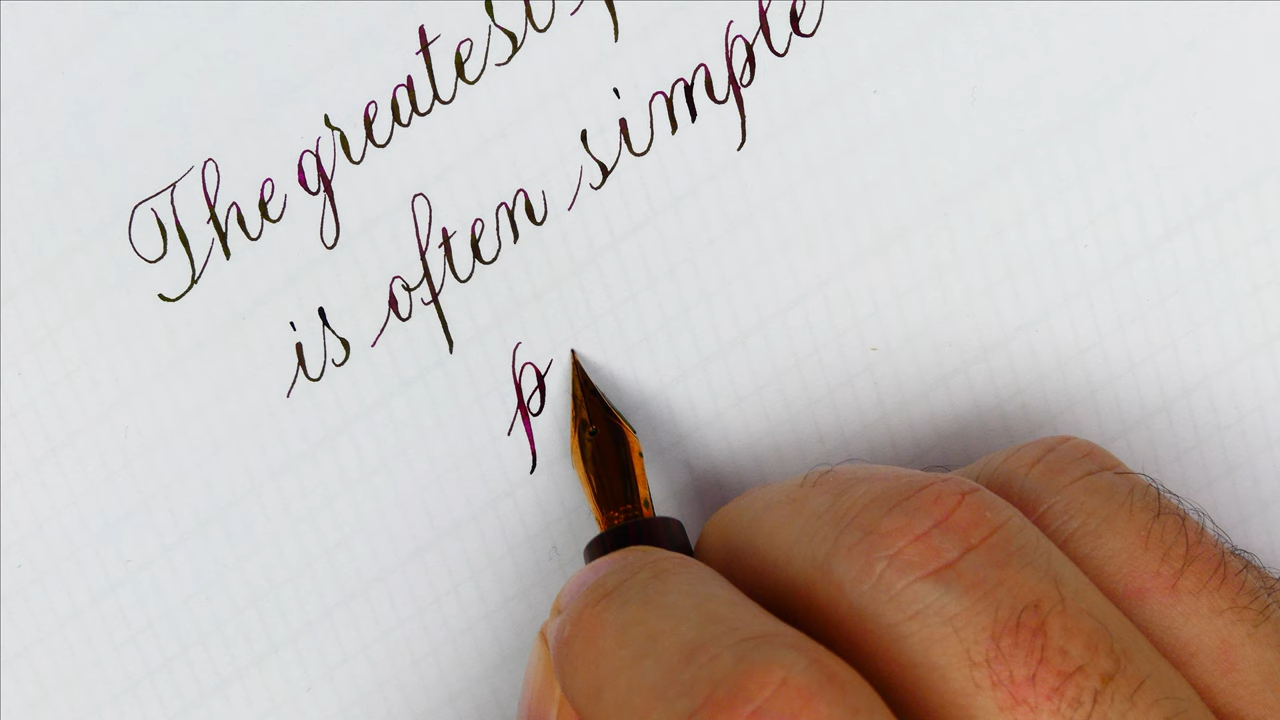 The greatest
is often simple
p